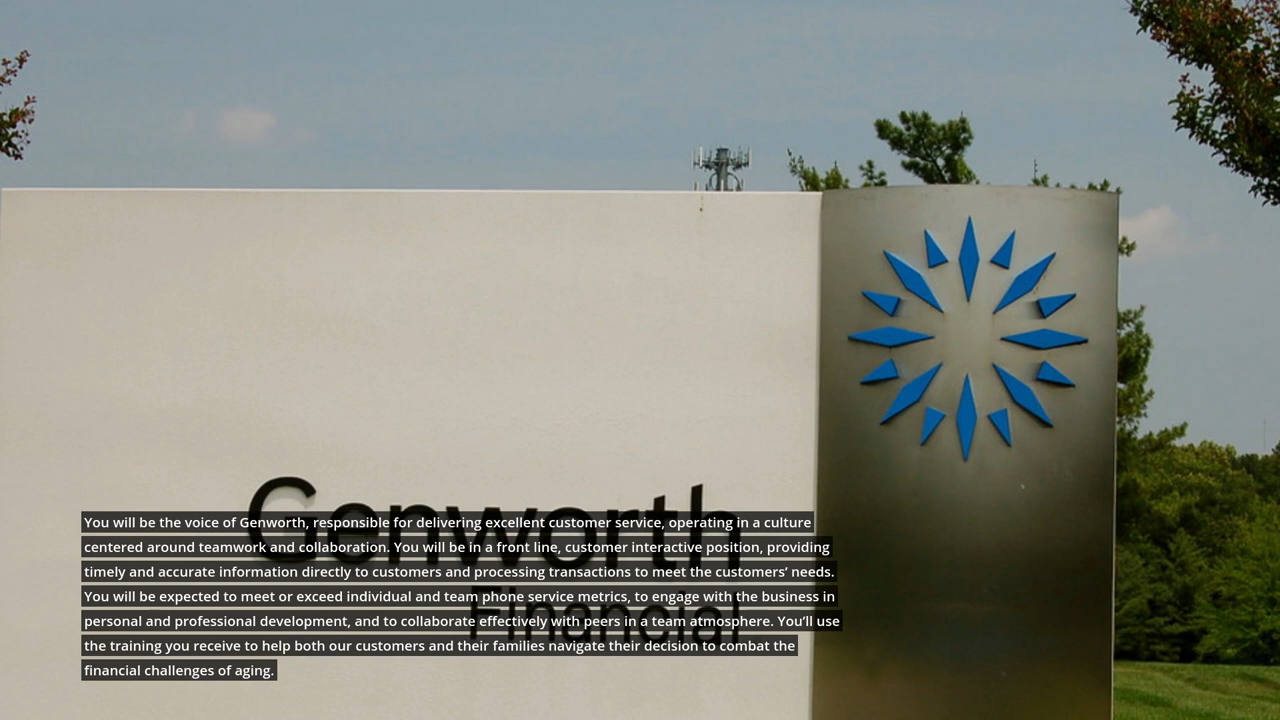 Genworth
Financial
You will be the voice of Genworth, responsible for delivering excellent customer service, operating in a culture
centered around teamwork and collaboration. You will be in a front line, customer interactive position, providing
timely and accurate information directly to customers and processing transactions to meet the customers’ needs.
You will be expected to meet or exceed individual and team phone service metrics, to engage with the business in
personal and professional development, and to collaborate effectively with peers in a team atmosphere. You’ll use
the training you receive to help both our customers and their families navigate their decision to combat the
financial challenges of aging.